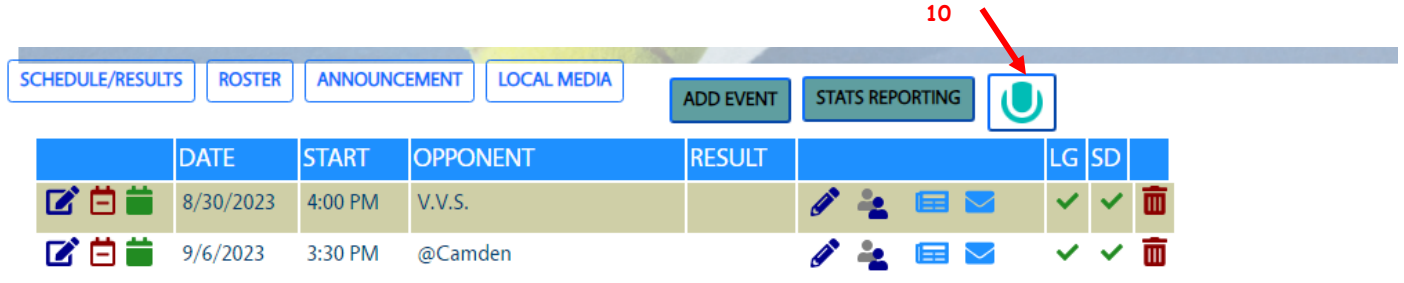 10
SCHEDULE/RESULTS ROSTER ANNOUNCEMENT LOCAL MEDIA ADD EVENT STATS REPORTING
DATE START OPPONENT RESULT LG SD
8/30/2023 4:00 PM V.V.S.
9/6/2023 3:30 PM @Camden